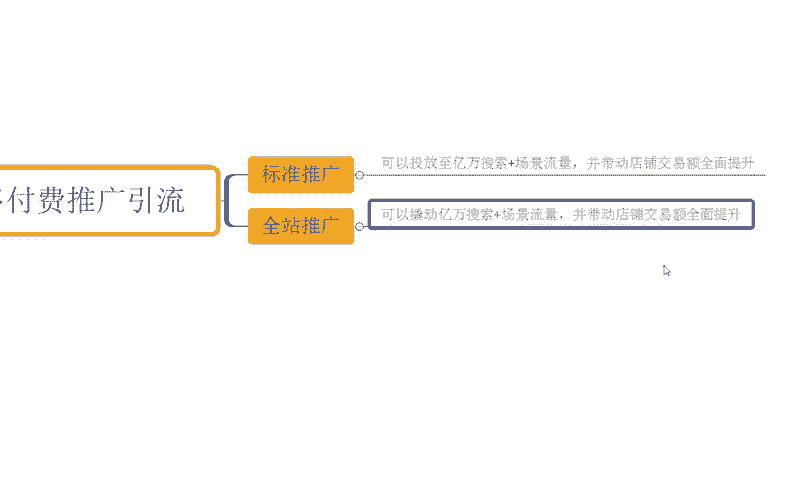 标准推广
可以投放至亿万搜索+场景流量，并带动店铺交易额全面提升
付费推广引流
全站推广
可以撬动亿万搜索+场景流量，并带动店铺交易额全面提升